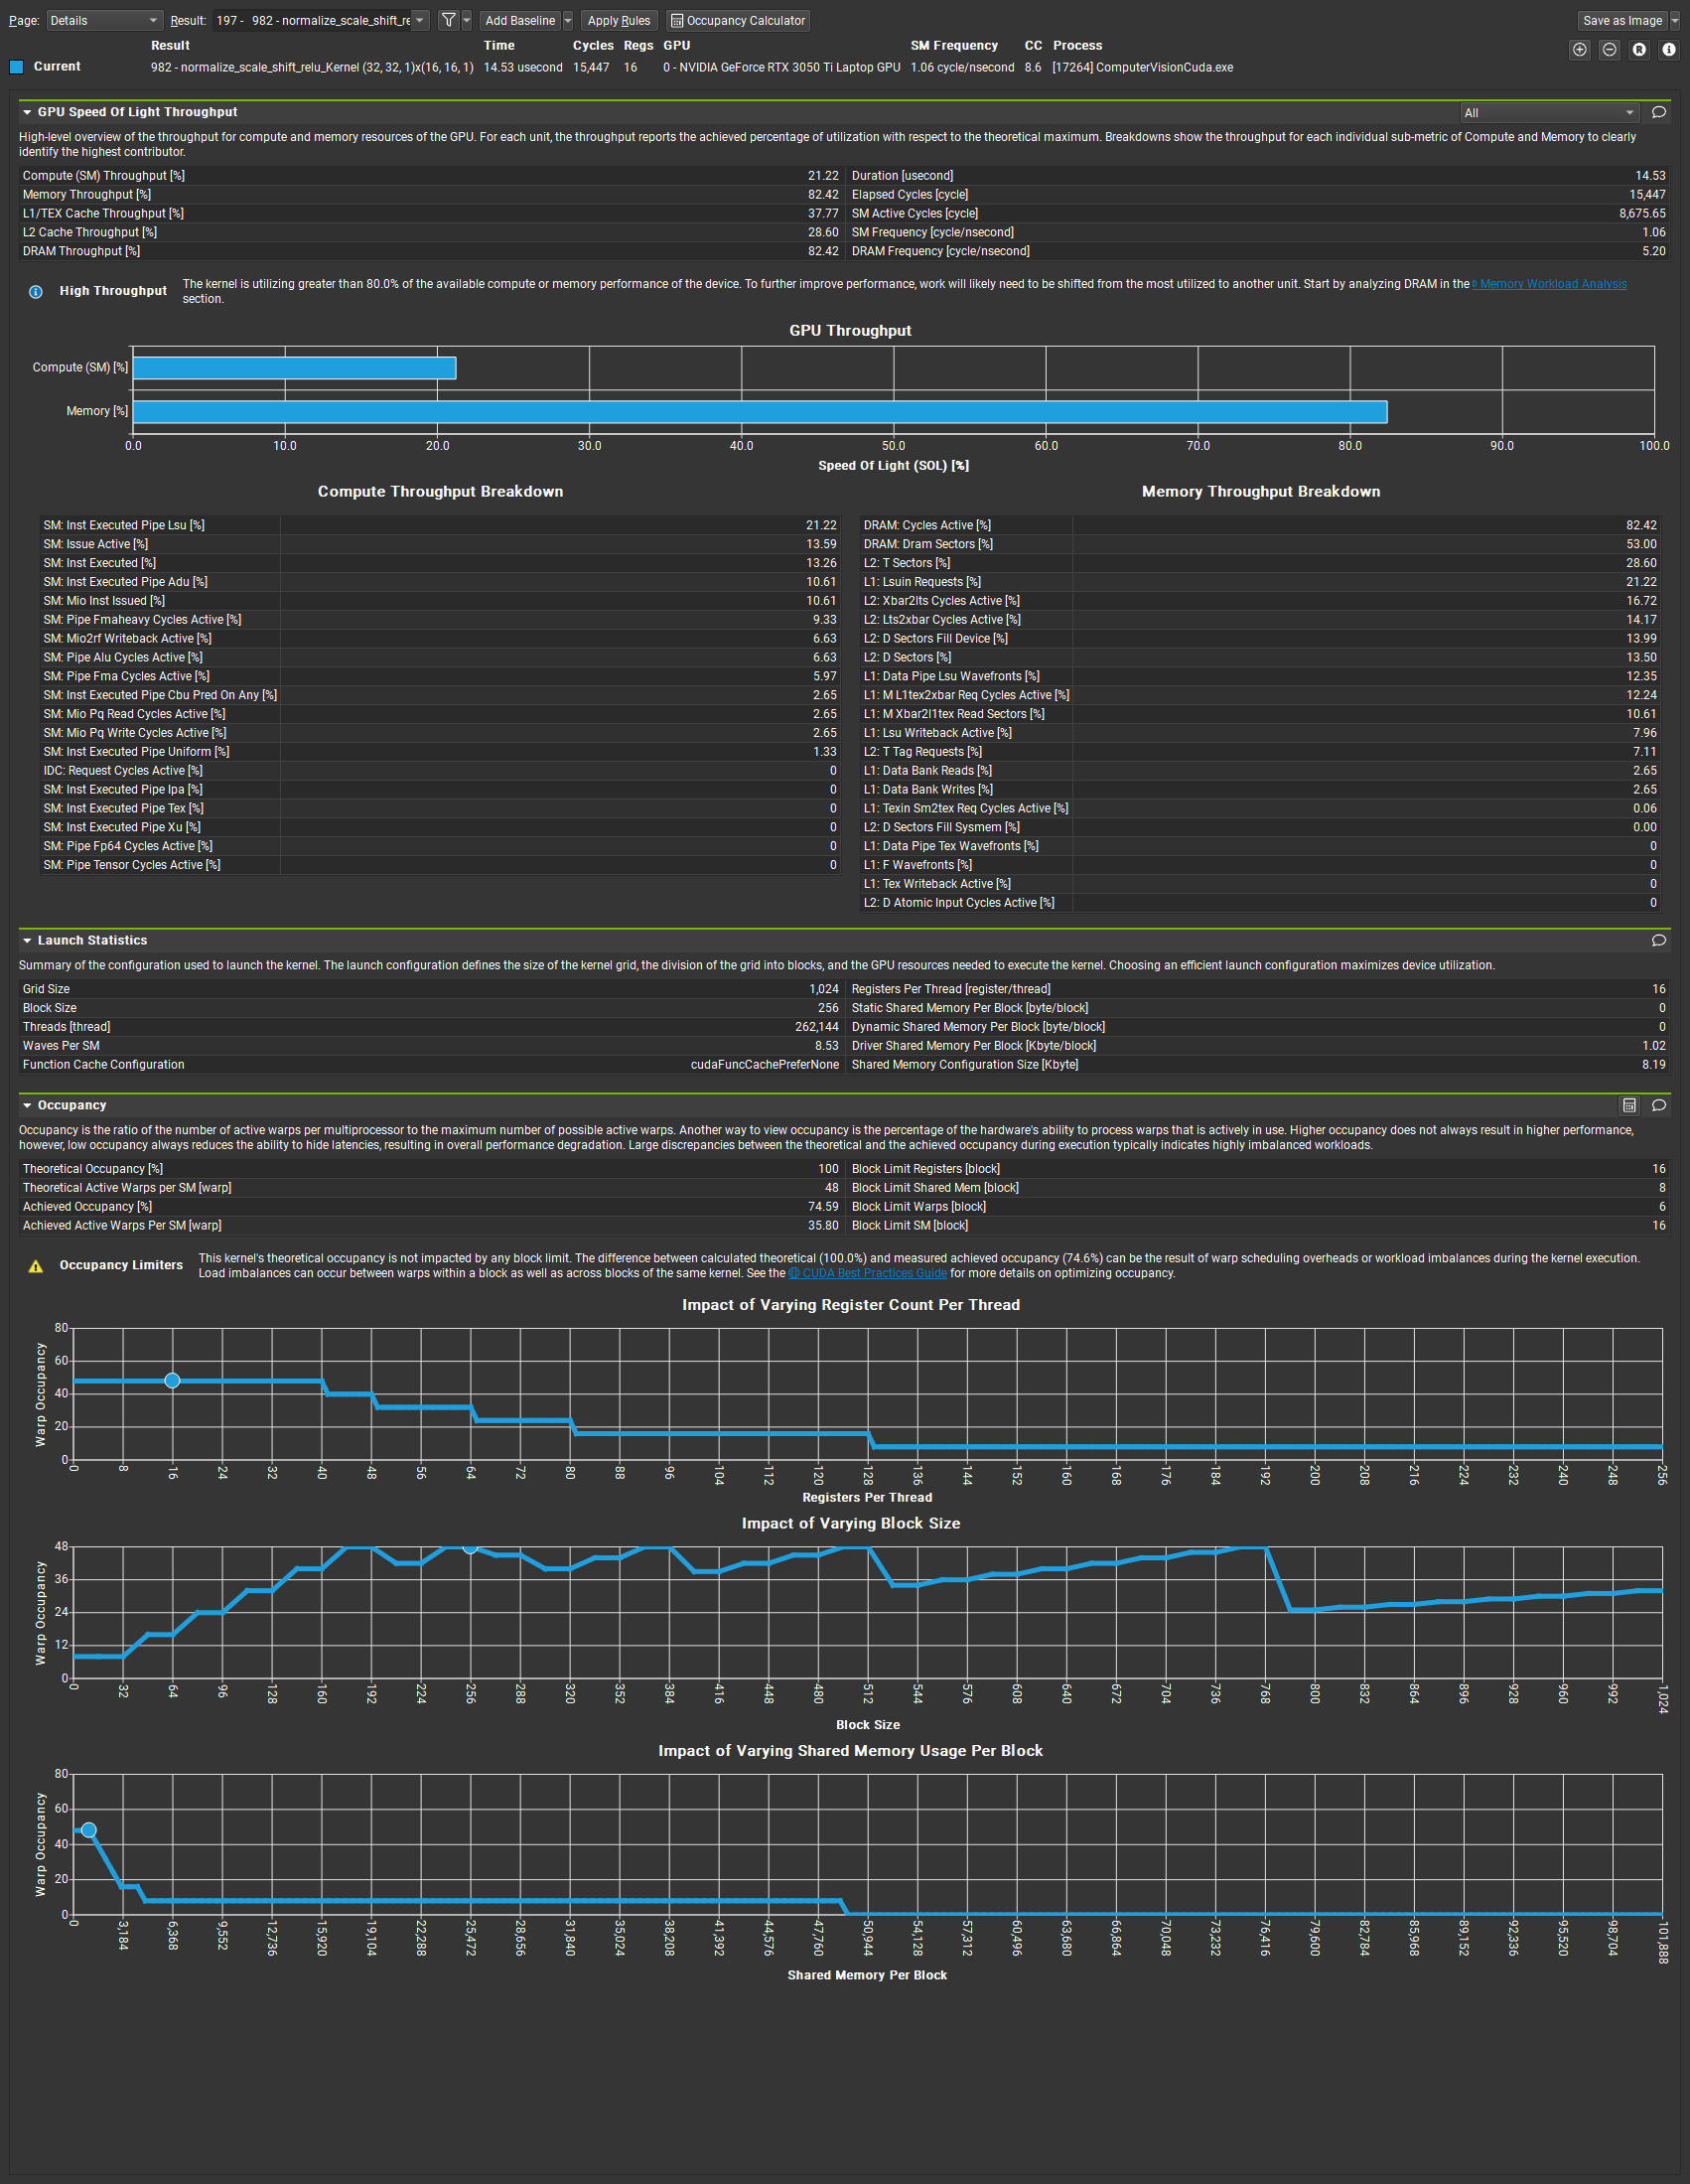 Page: Details Result: 197 - 982 - normalize_scale_shift_re Add Baseline Apply Rules Occupancy Calculator Save as Image
Result Time Cycles Regs GPU SM Frequency CC Process
Current 982 - normalize_scale_shift_relu_Kernel (32, 32, 1)x(16, 16, 1) 14.53 usecond 15,447 16 0 - NVIDIA GeForce RTX 3050 Ti Laptop GPU 1.06 cycle/nsecond 8.6 [17264] ComputerVisionCuda.exe
GPU Speed Of Light Throughput All
High-level overview of the throughput for compute and memory resources of the GPU. For each unit, the throughput reports the achieved percentage of utilization with respect to the theoretical maximum. Breakdowns show the throughput for each individual sub-metric of Compute and Memory to clearly
identify the highest contributor.
Compute (SM) Throughput [%] 21.22 Duration [usecond] 14.53
Memory Throughput [%] 82.42 Elapsed Cycles [cycle] 15,447
L1/TEX Cache Throughput [%] 37.77 SM Active Cycles [cycle] 8,675.65
L2 Cache Throughput [%] 28.60 SM Frequency [cycle/nsecond] 1.06
DRAM Throughput [%] 82.42 DRAM Frequency [cycle/nsecond] 5.20
High Throughput The kernel is utilizing greater than 80.0% of the available compute or memory performance of the device. To further improve performance, work will likely need to be shifted from the most utilized to another unit. Start by analyzing DRAM in the Memory Workload Analysis
section.
GPU Throughput
Compute (SM) [%]
Memory [%]
0.0 10.0 20.0 30.0 40.0 50.0 60.0 70.0 80.0 90.0 100.0
Speed Of Light (SOL) [%]
Compute Throughput Breakdown Memory Throughput Breakdown
SM: Inst Executed Pipe Lsu [%] 21.22 DRAM: Cycles Active [%] 82.42
SM: Issue Active [%] 13.59 DRAM: Dram Sectors [%] 53.00
SM: Inst Executed [%] 13.26 L2: T Sectors [%] 28.60
SM: Inst Executed Pipe Adu [%] 10.61 L1: Lsuin Requests [%] 21.22
SM: Mio Inst Issued [%] 10.61 L2: Xbar2lts Cycles Active [%] 16.72
SM: Pipe Fmaheavy Cycles Active [%] 9.33 L2: Lts2xbar Cycles Active [%] 14.17
SM: Mio2rf Writeback Active [%] 6.63 L2: D Sectors Fill Device [%] 13.99
SM: Pipe Alu Cycles Active [%] 6.63 L2: D Sectors [%] 13.50
SM: Pipe Fma Cycles Active [%] 5.97 L1: Data Pipe Lsu Wavefronts [%] 12.35
SM: Inst Executed Pipe Cbu Pred On Any [%] 2.65 L1: M L1tex2xbar Req Cycles Active [%] 12.24
SM: Mio Pq Read Cycles Active [%] 2.65 L1: M Xbar2l1tex Read Sectors [%] 10.61
SM: Mio Pq Write Cycles Active [%] 2.65 L1: Lsu Writeback Active [%] 7.96
SM: Inst Executed Pipe Uniform [%] 1.33 L2: T Tag Requests [%] 7.11
IDC: Request Cycles Active [%] 0 L1: Data Bank Reads [%] 2.65
SM: Inst Executed Pipe Ipa [%] 0 L1: Data Bank Writes [%] 2.65
SM: Inst Executed Pipe Tex [%] 0 L1: Texin Sm2tex Req Cycles Active [%] 0.06
SM: Inst Executed Pipe Xu [%] 0 L2: D Sectors Fill Sysmem [%] 0.00
SM: Pipe Fp64 Cycles Active [%] 0 L1: Data Pipe Tex Wavefronts [%] 0
SM: Pipe Tensor Cycles Active [%] 0 L1: F Wavefronts [%] 0
L1: Tex Writeback Active [%] 0
L2: D Atomic Input Cycles Active [%] 0
Launch Statistics
Summary of the configuration used to launch the kernel. The launch configuration defines the size of the kernel grid, the division of the grid into blocks, and the GPU resources needed to execute the kernel. Choosing an efficient launch configuration maximizes device utilization.
Grid Size 1,024 Registers Per Thread [register/thread] 16
Block Size 256 Static Shared Memory Per Block [byte/block] 0
Threads [thread] 262,144 Dynamic Shared Memory Per Block [byte/block] 0
Waves Per SM 8.53 Driver Shared Memory Per Block [Kbyte/block] 1.02
Function Cache Configuration cudaFuncCachePreferNone Shared Memory Configuration Size [Kbyte] 8.19
Occupancy
Occupancy is the ratio of the number of active warps per multiprocessor to the maximum number of possible active warps. Another way to view occupancy is the percentage of the hardware's ability to process warps that is actively in use. Higher occupancy does not always result in higher performance,
however, low occupancy always reduces the ability to hide latencies, resulting in overall performance degradation. Large discrepancies between the theoretical and the achieved occupancy during execution typically indicates highly imbalanced workloads.
Theoretical Occupancy [%] 100 Block Limit Registers [block] 16
Theoretical Active Warps per SM [warp] 48 Block Limit Shared Mem [block] 8
Achieved Occupancy [%] 74.59 Block Limit Warps [block] 6
Achieved Active Warps Per SM [warp] 35.80 Block Limit SM [block] 16
Occupancy Limiters This kernel's theoretical occupancy is not impacted by any block limit. The difference between calculated theoretical (100.0%) and measured achieved occupancy (74.6%) can be the result of warp scheduling overheads or workload imbalances during the kernel execution.
Load imbalances can occur between warps within a block as well as across blocks of the same kernel. See the CUDA Best Practices Guide for more details on optimizing occupancy.
Impact of Varying Register Count Per Thread
Warp Occupancy
80
60
40
20
0
0 8 16 24 32 40 48 56 64 72 80 88 96 104 112 120 128 136 144 152 160 168 176 184 192 200 208 216 224 232 240 248 256
Registers Per Thread
Impact of Varying Block Size
Warp Occupancy
48
36
24
12
0
0 32 64 96 128 160 192 224 256 288 320 352 384 416 448 480 512 544 576 608 640 672 704 736 768 800 832 864 896 928 960 992 1,024
Block Size
Impact of Varying Shared Memory Usage Per Block
Warp Occupancy
80
60
40
20
0
0 3,184 6,368 9,552 12,736 15,920 19,104 22,288 25,472 28,656 31,840 35,024 38,208 41,392 44,576 47,760 50,944 54,128 57,312 60,496 63,680 66,864 70,048 73,232 76,416 79,600 82,784 85,968 89,152 92,336 95,520 98,704 101,888
Shared Memory Per Block